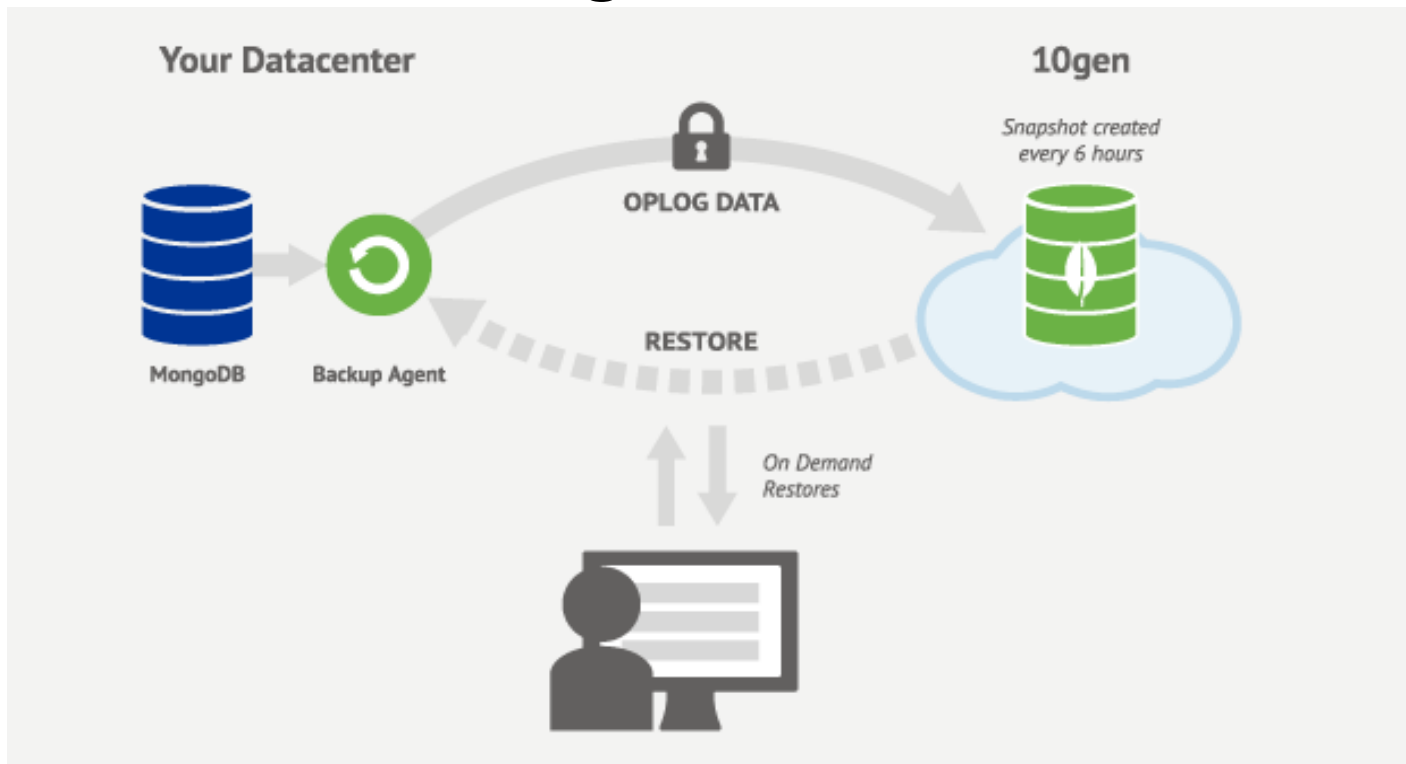 Your Datacenter
10gen
Snapshot created
every 6 hours
OPLOG DATA
RESTORE
MongoDB
Backup Agent
On Demand
Restores